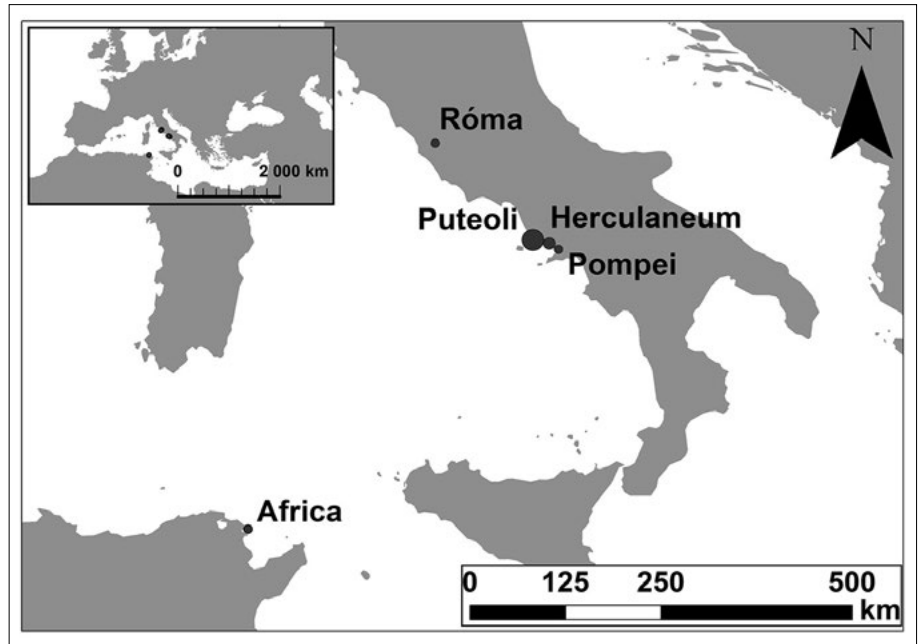 0 2 000 km
N
Róma
Puteoli
Herculaneum
Pompei
Africa
0 125 250 500
km